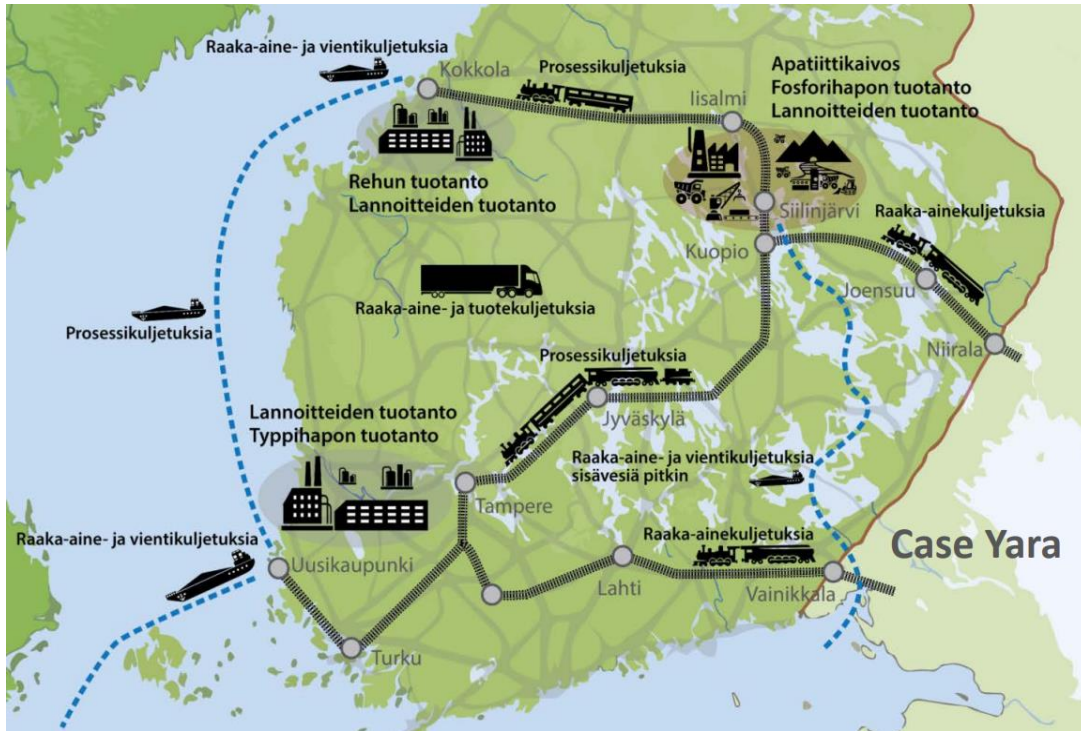 Raaka-aine- ja vientikuljetuksia
Kokkola
Prosessikuljetuksia
Iisalmi
Apatiittikaivos
Fosforihapon tuotanto
Lannoitteiden tuotanto
Rehun tuotanto
Lannoitteiden tuotanto
Siilinjärvi
Raaka-ainekuljetuksia
Kuopio
Joensuu
Raaka-aine- ja tuotekuljetuksia
Prosessikuljetuksia
Niirala
Prosessikuljetuksia
Lannoitteiden tuotanto
Typpihapon tuotanto
Jyväskylä
Raaka-aine- ja vientikuljetuksia
sisävesiä pitkin
Tampere
Raaka-aine- ja vientikuljetuksia
Uusikaupunki
Raaka-ainekuljetuksia
Case Yara
Lahti
Vainikkala
Turku